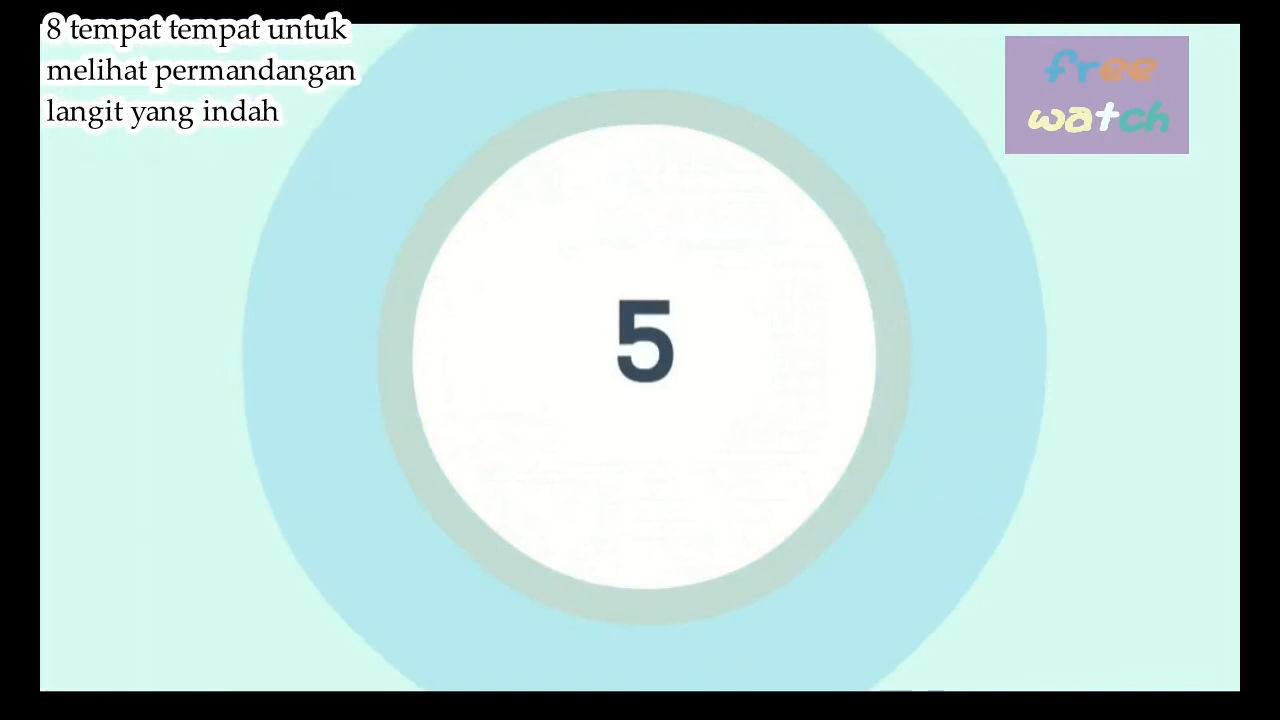 8 tempat tempat untuk
melihat permandangan
langit yang indah
free
watch
5